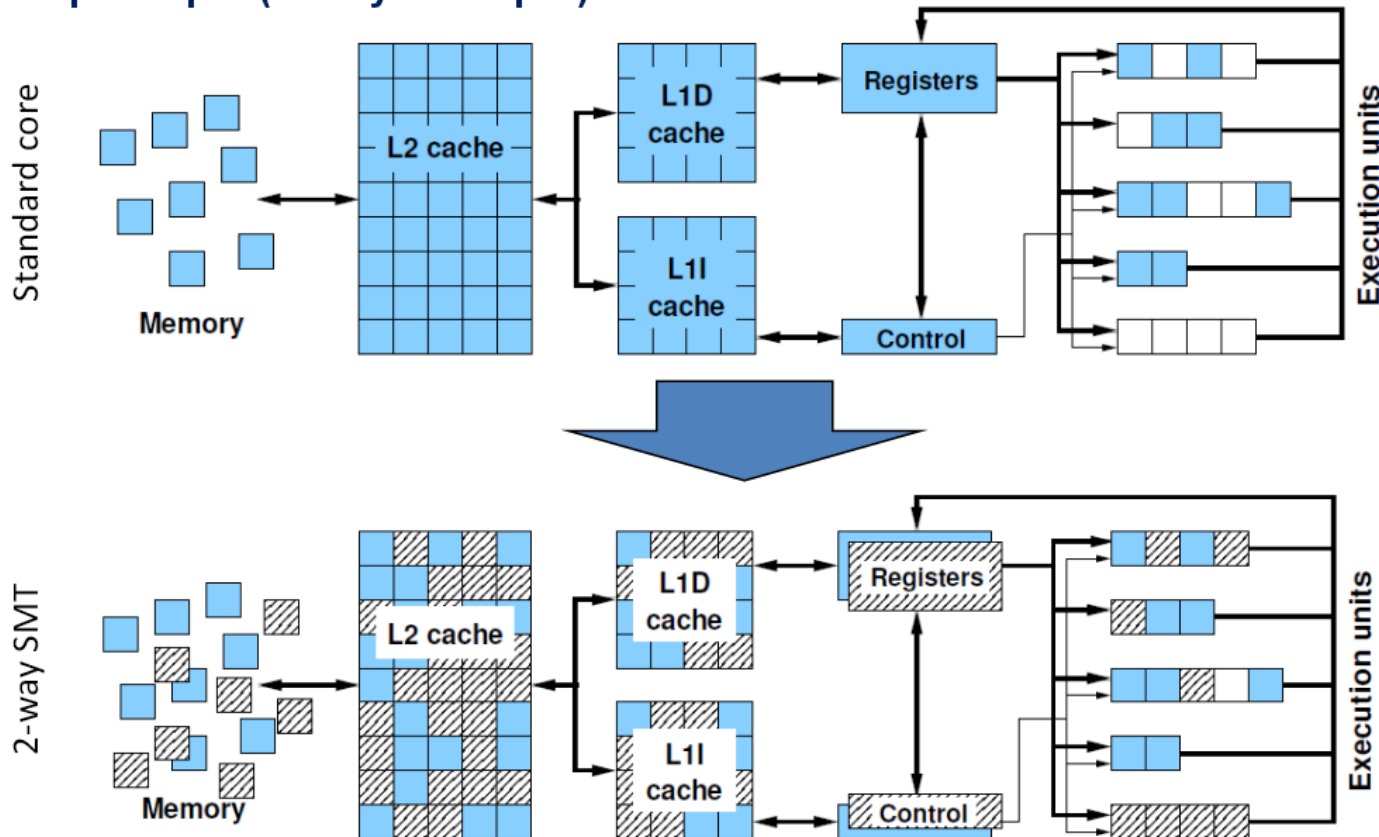 Standard core
Memory
L2 cache
L1D
cache
L1I
cache
Registers
Control
Execution units
2-way SMT
Memory
L2 cache
L1D
cache
L1I
cache
Registers
Control
Execution units